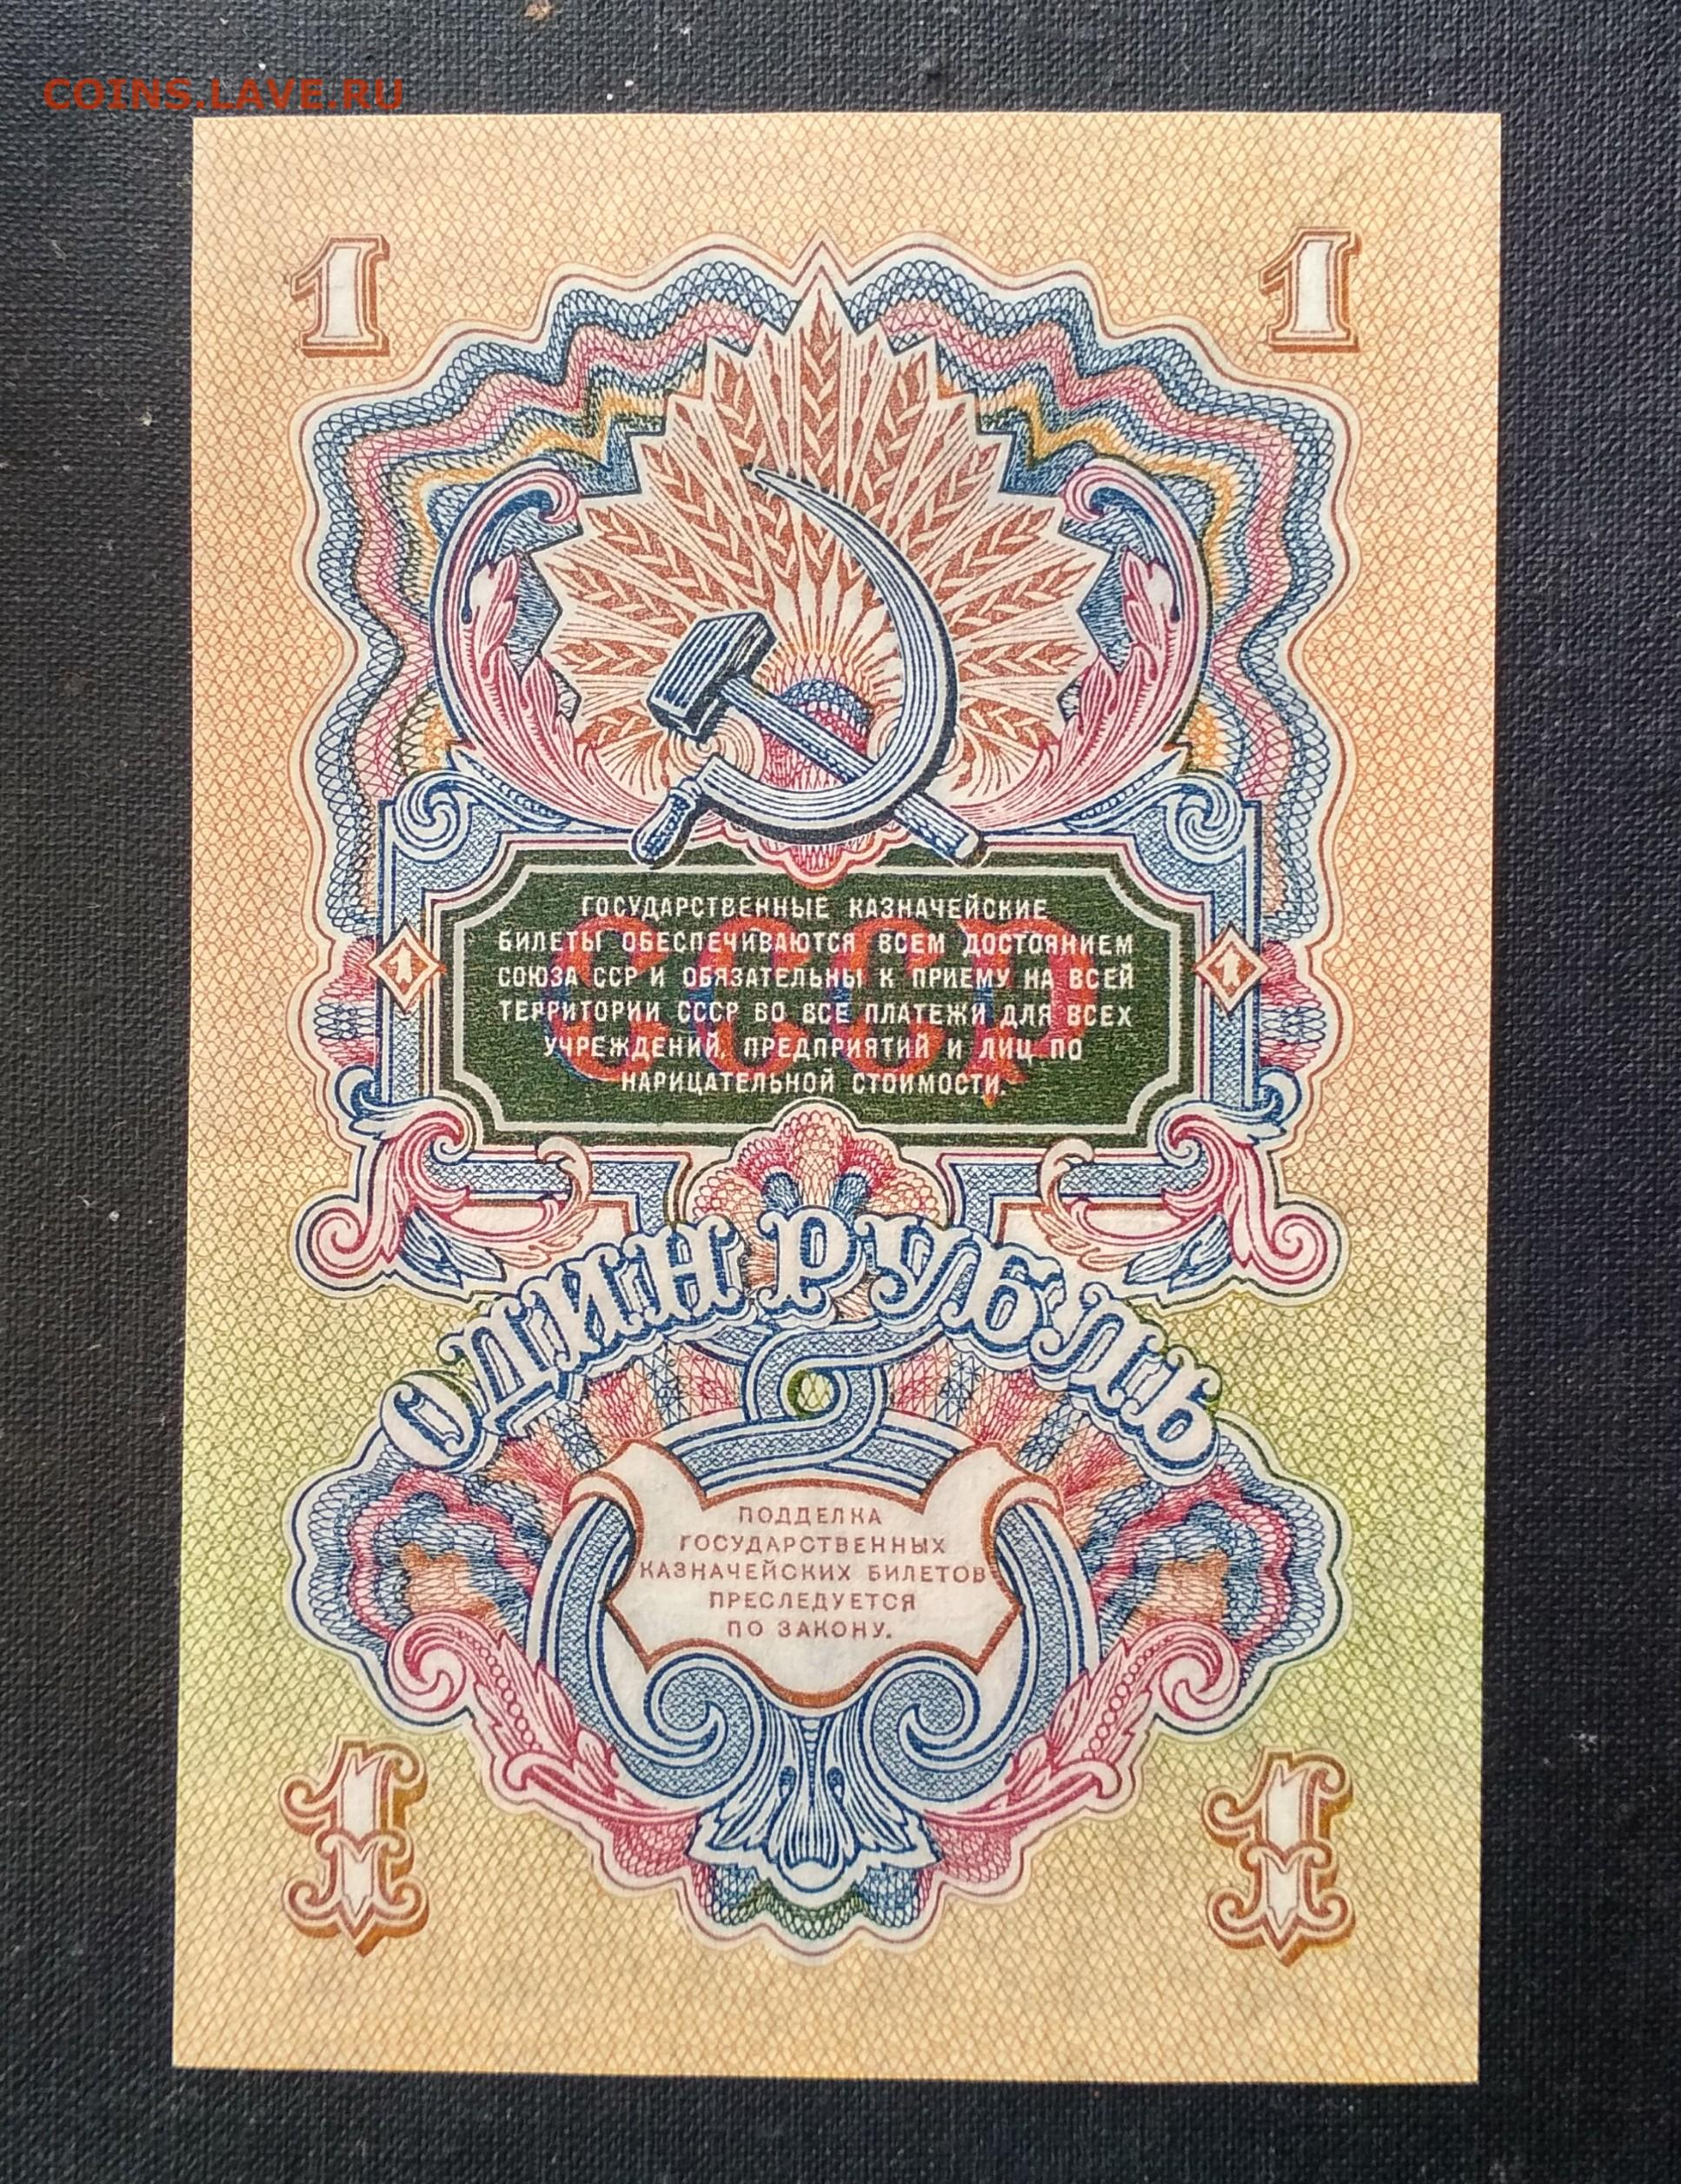 COINS.LAVE.RU
1 1
ГОСУДАРСТВЕННЫЕ КАЗНАЧЕЙСКИЕ
БИЛЕТЫ ОБЕСПЕЧИВАЮТСЯ ВСЕМ ДОСТОЯНИЕМ
СОЮЗА ССР И ОБЯЗАТЕЛЬНЫ К ПРИЕМУ НА ВСЕЙ
ТЕРРИТОРИИ СССР ВО ВСЕ ПЛАТЕЖИ ДЛЯ ВСЕХ
УЧРЕЖДЕНИЙ, ПРЕДПРИЯТИЙ И ЛИЦ ПО
НАРИЦАТЕЛЬНОЙ СТОИМОСТИ.
СССР
1 1
ОДИН РУБЛЬ
ПОДДЕЛКА
ГОСУДАРСТВЕННЫХ
КАЗНАЧЕЙСКИХ БИЛЕТОВ
ПРЕСЛЕДУЕТСЯ
ПО ЗАКОНУ.
1 1